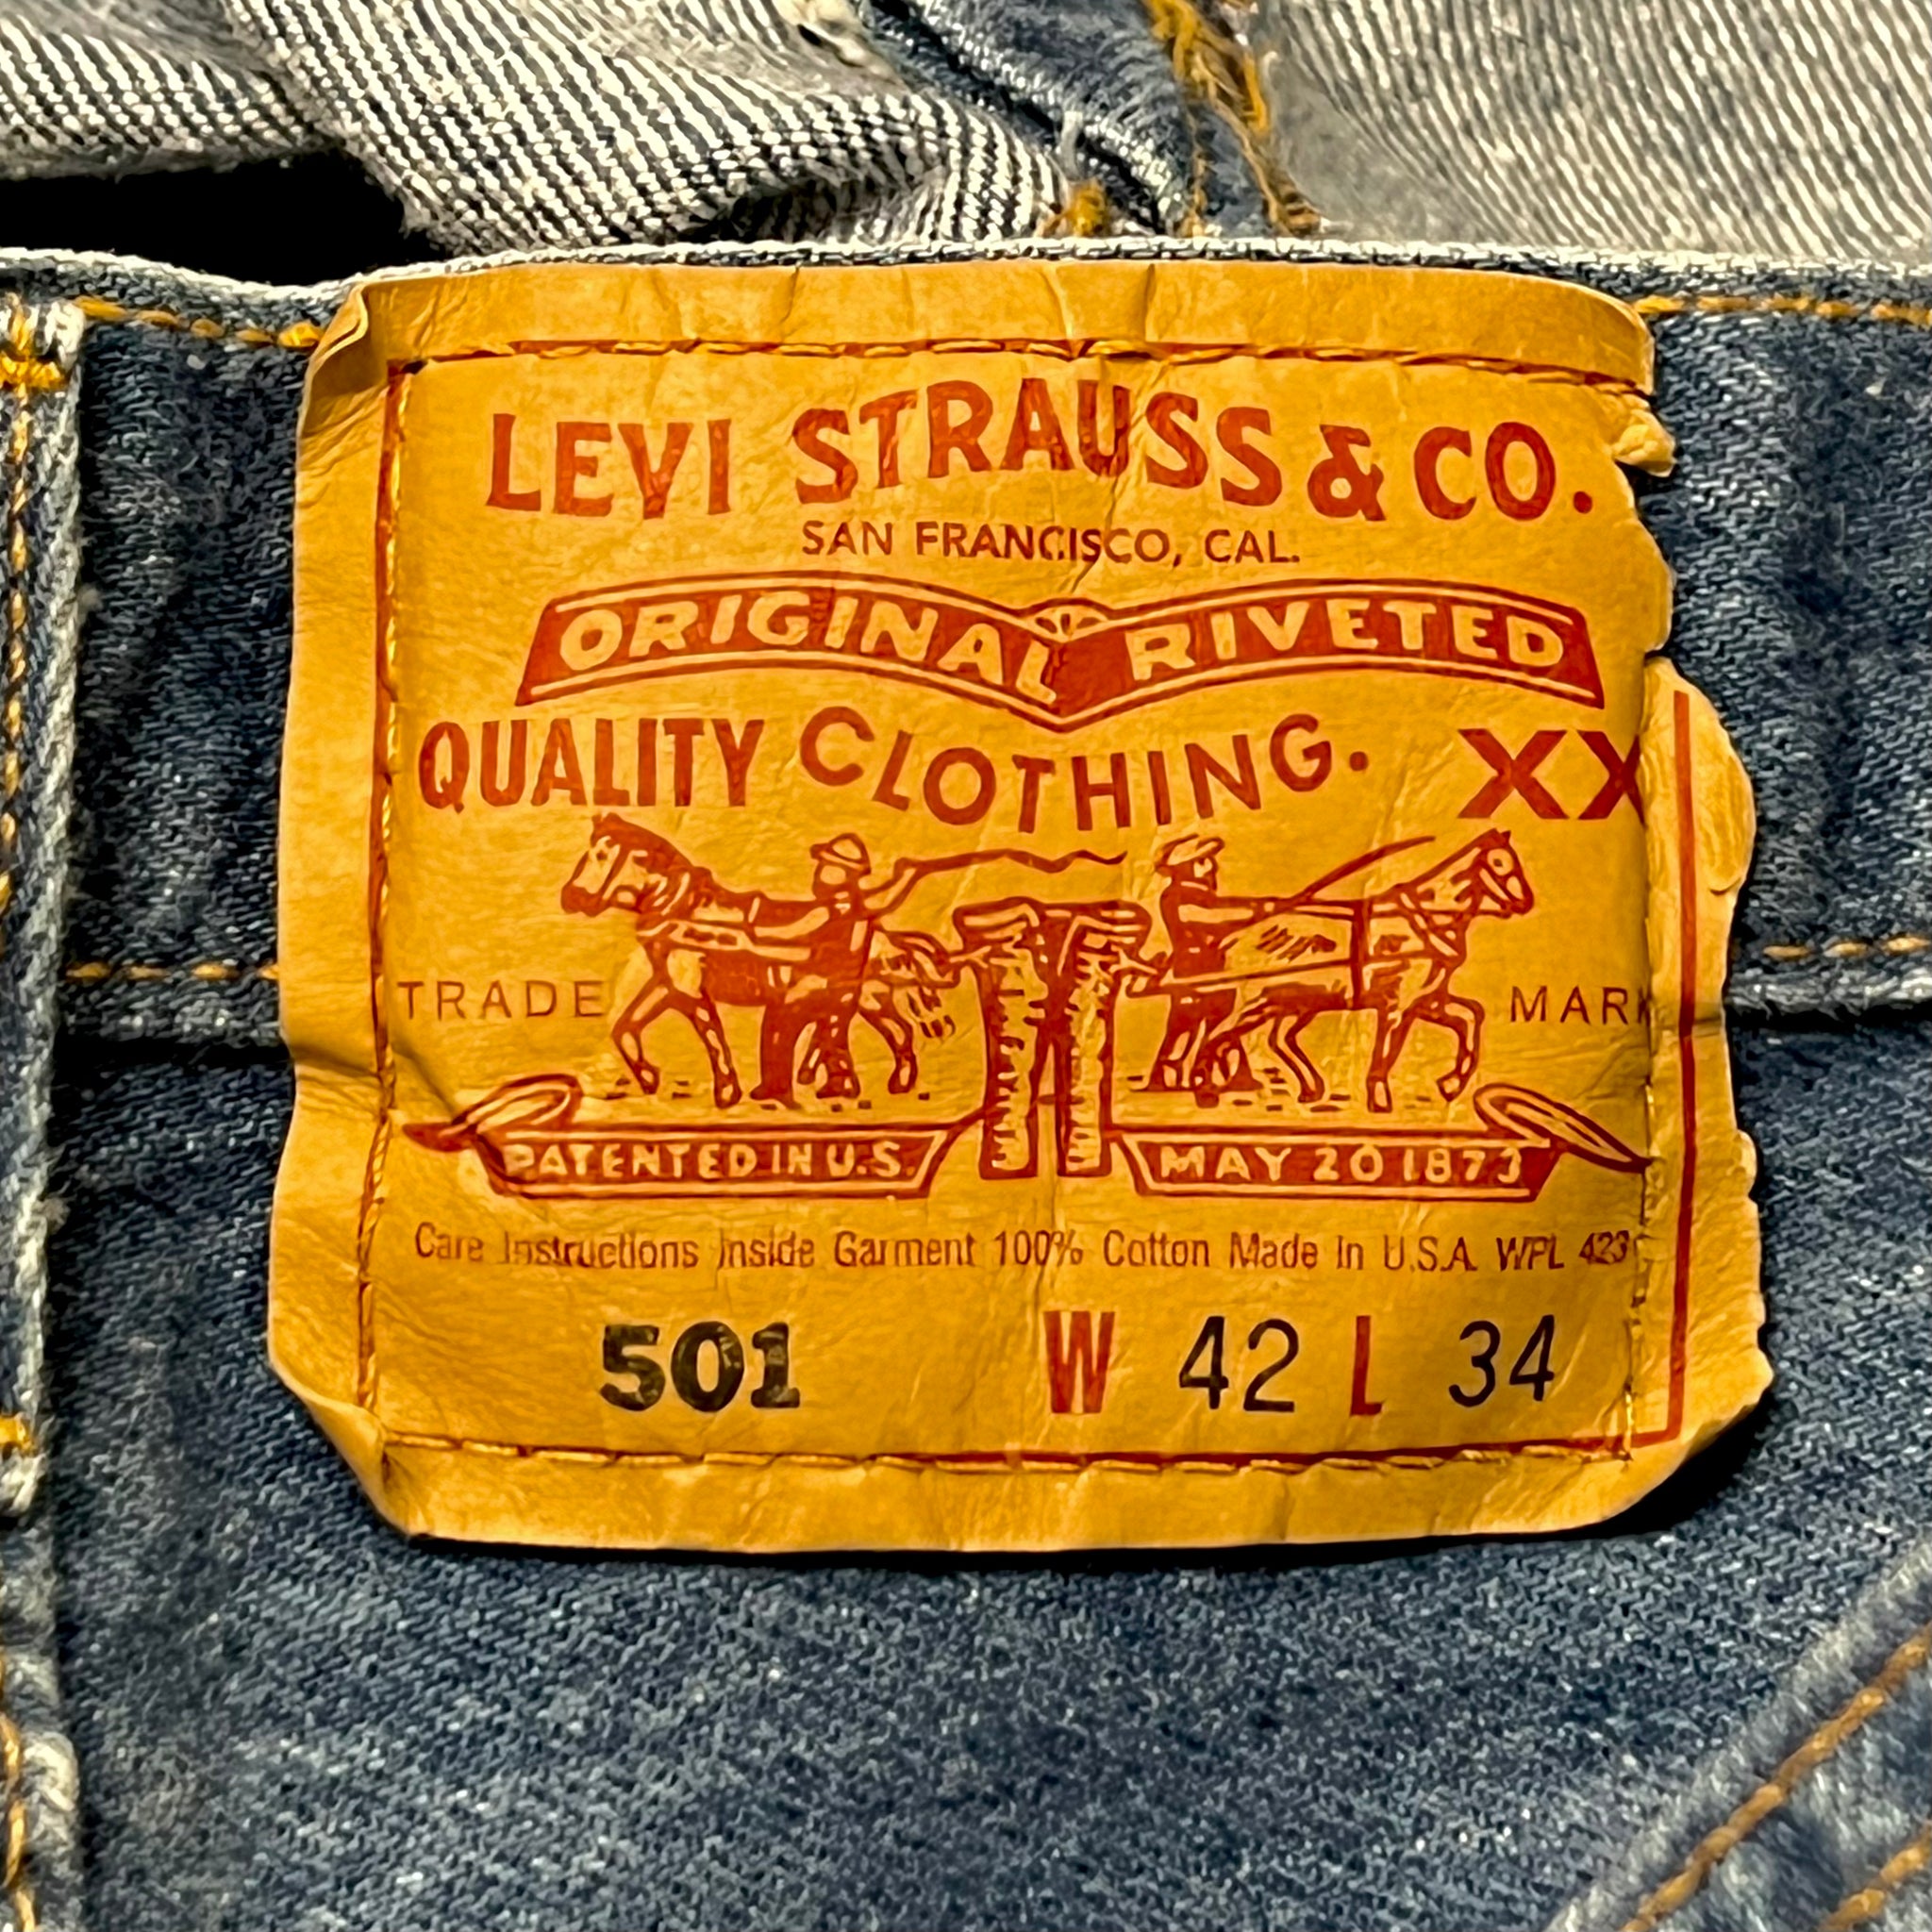 LEVI STRAUSS & CO.
SAN FRANCISCO, CAL.
ORIGINAL RIVETED
QUALITY CLOTHING. XX
TRADE MARK
PATENTED IN U.S. MAY 20 1873
Care Instructions Inside Garment 100% Cotton Made In U.S.A. WPL 423
501 W 42 L 34